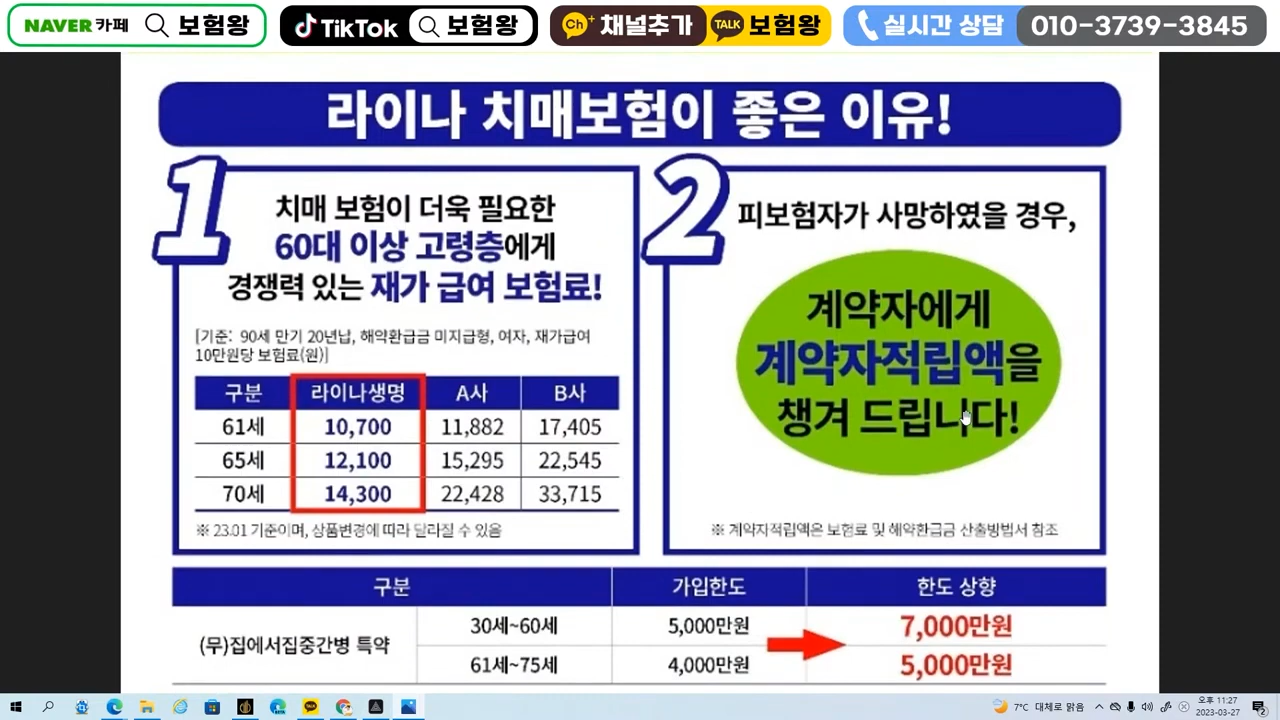 NAVER 카페 보험왕
TikTok 보험왕
Ch+ 채널추가 TALK 보험왕
실시간 상담 010-3739-3845
라이나 치매보험이 좋은 이유!
1
치매 보험이 더욱 필요한
60대 이상 고령층에게
경쟁력 있는 재가 급여 보험료!
[기준: 90세 만기 20년납, 해약환급금 미지급형, 여자, 재가급여
10만원당 보험료(원)]
구분 라이나생명 A사 B사
61세 10,700 11,882 17,405
65세 12,100 15,295 22,545
70세 14,300 22,428 33,715
※ 23.01 기준이며, 상품변경에 따라 달라질 수 있음
2
피보험자가 사망하였을 경우,
계약자에게
계약자적립액을
챙겨 드립니다!
※ 계약자적립액은 보험료 및 해약환급금 산출방법서 참조
구분 가입한도 한도 상향
(무)집에서집중간병 특약
30세~60세 5,000만원 7,000만원
61세~75세 4,000만원 5,000만원
7℃ 대체로 맑음
오후 11:27
2023-03-27